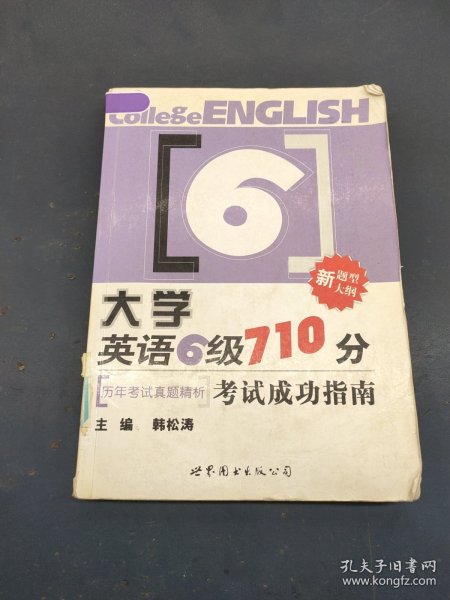 College ENGLISH
[6]
新题型
大纲
大学
英语6级710分
[历年考试真题精析]
考试成功指南
主编 韩松涛
世界图书出版公司
孔夫子旧书网
www.kongfz.com